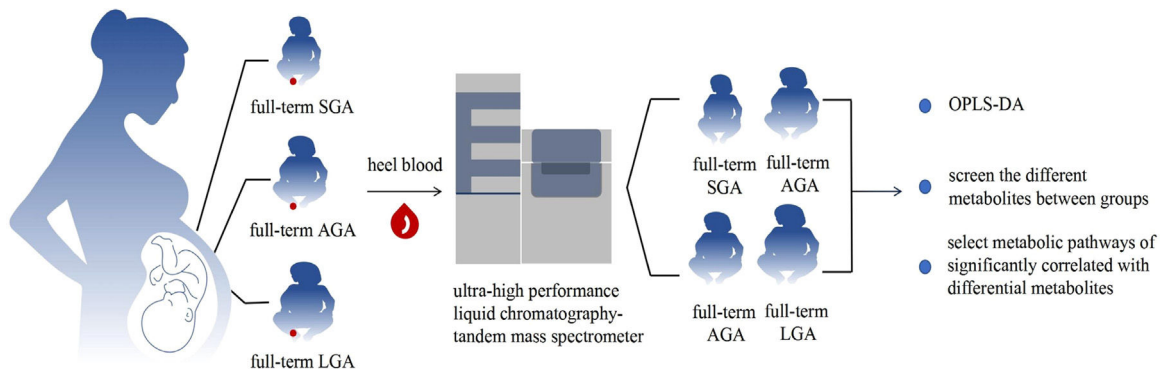 full-term SGA
full-term AGA
full-term LGA
heel blood
ultra-high performance
liquid chromatography-
tandem mass spectrometer
full-term
SGA
full-term
AGA
full-term
AGA
full-term
LGA
OPLS-DA
screen the different
metabolites between groups
select metabolic pathways of
significantly correlated with
differential metabolites